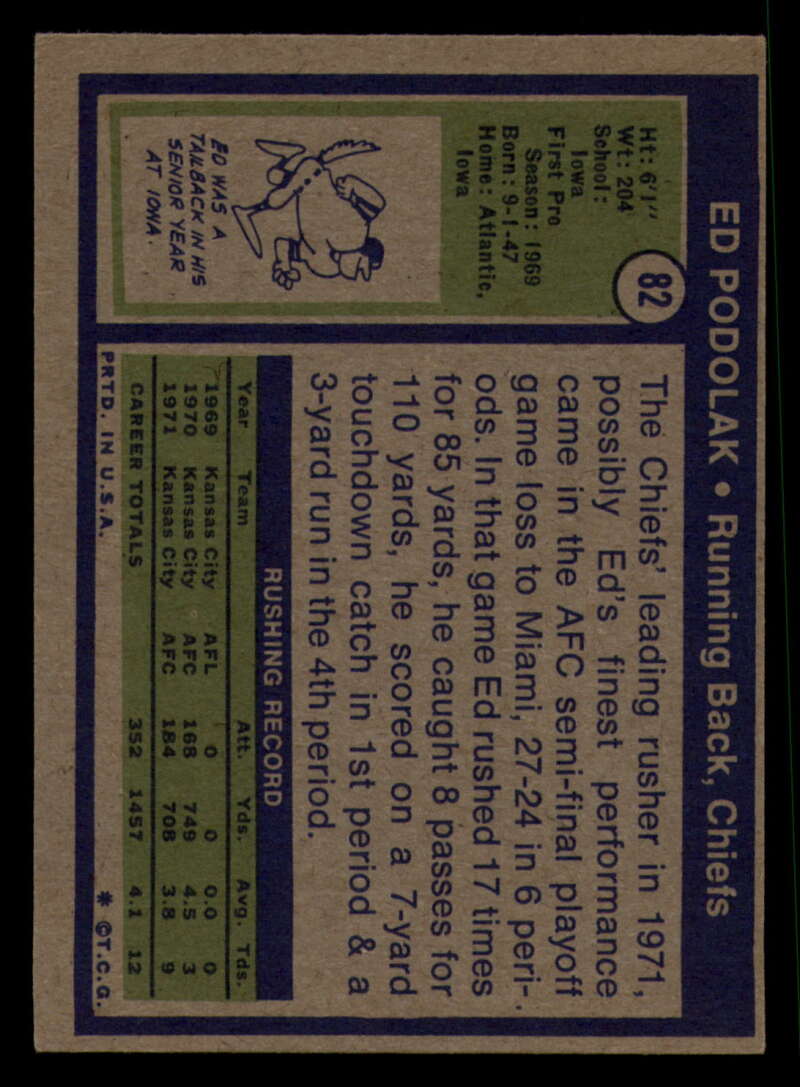 ED PODOLAK • Running Back, Chiefs
82
Ht: 6'1"
Wt: 204
School:
Iowa
First Pro
Season: 1969
Born: 9-1-47
Home: Atlantic,
Iowa
ED WAS A
TAILBACK IN HIS
SENIOR YEAR
AT IOWA.
The Chiefs' leading rusher in 1971,
possibly Ed's finest performance
came in the AFC semi-final playoff
game loss to Miami, 27-24 in 6 peri-
ods. In that game Ed rushed 17 times
for 85 yards, he caught 8 passes for
110 yards, he scored on a 7-yard
touchdown catch in 1st period & a
3-yard run in the 4th period.
RUSHING RECORD
Year Team Att. Yds. Avg. Tds.
1969 Kansas City AFL 0 0 0.0 0
1970 Kansas City AFC 168 749 4.5 3
1971 Kansas City AFC 184 708 3.8 9
CAREER TOTALS 352 1457 4.1 12
PRTD. IN U.S.A. * ©T.C.G.